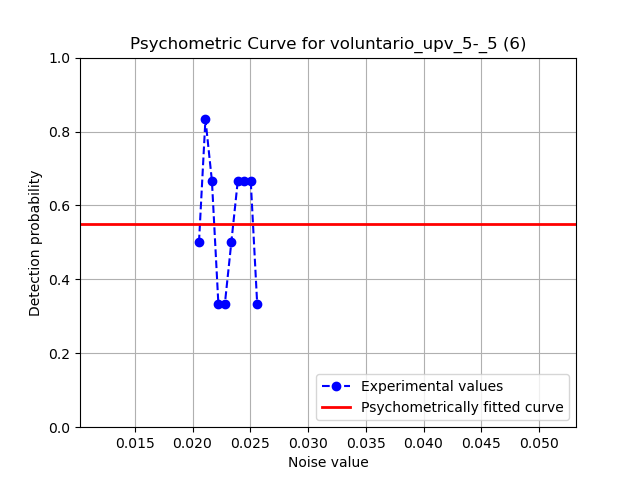 Psychometric Curve for voluntario_upv_5-_5 (6)
Detection probability
1.0
0.8
0.6
0.4
0.2
0.0
Experimental values
Psychometrically fitted curve
0.015 0.020 0.025 0.030 0.035 0.040 0.045 0.050
Noise value